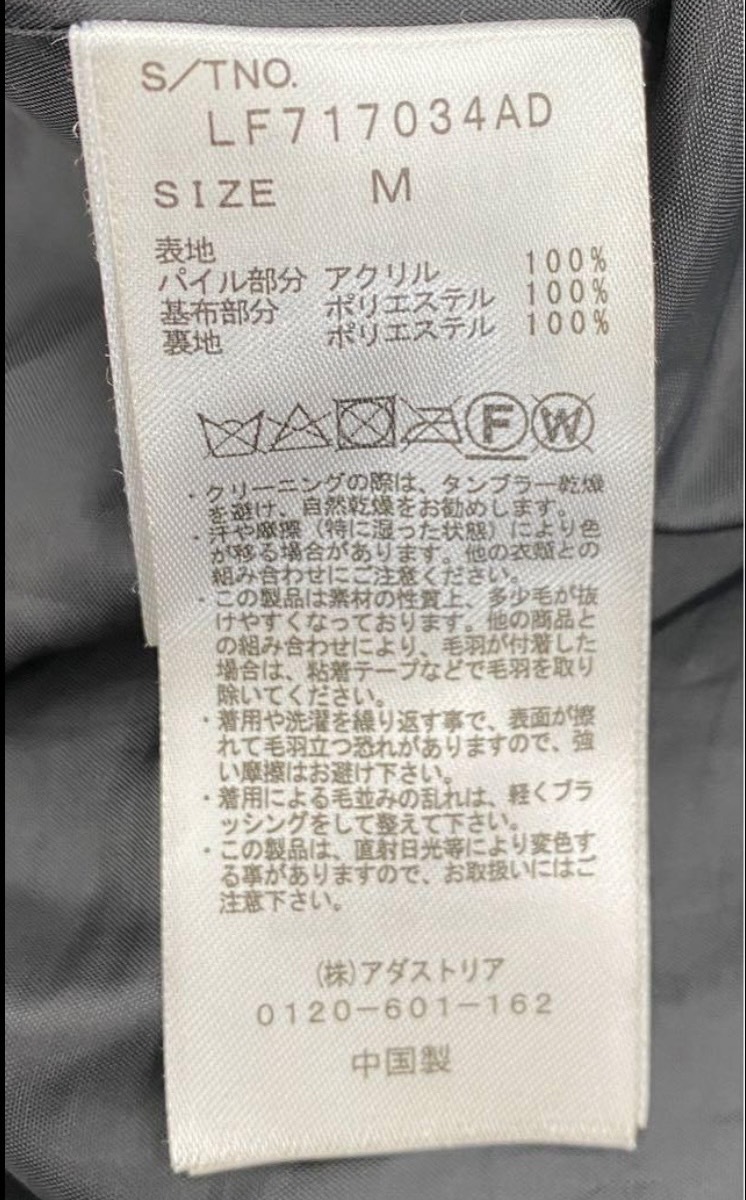 S/TNO.
LF717034AD
SIZE M
表地
パイル部分 アクリル 100%
基布部分 ポリエステル 100%
裏地 ポリエステル 100%
F W
・クリーニングの際は、タンブラー乾燥
を避け、自然乾燥をお勧めします。
・汗や摩擦（特に湿った状態）により色
が移る場合があります。他の衣類との
組み合わせにご注意ください。
・この製品は素材の性質上、多少毛が抜
けやすくなっております。他の商品と
の組み合わせにより、毛羽が付着した
場合は、粘着テープなどで毛羽を取り
除いてください。
・着用や洗濯を繰り返す事で、表面が擦
れて毛羽立つ恐れがありますので、強
い摩擦はお避け下さい。
・着用による毛並みの乱れは、軽くブラ
ッシングをして整えて下さい。
・この製品は、直射日光等により変色す
る事がありますので、お取扱いにはご
注意下さい。
(株)アダストリア
0120-601-162
中国製